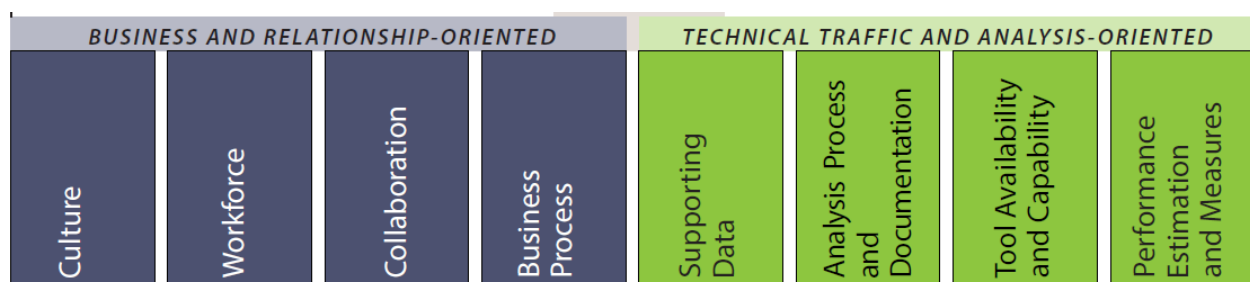 BUSINESS AND RELATIONSHIP-ORIENTED
TECHNICAL TRAFFIC AND ANALYSIS-ORIENTED
Culture
Workforce
Collaboration
Business
Process
Supporting
Data
Analysis Process
and
Documentation
Tool Availability
and Capability
Performance
Estimation
and Measures